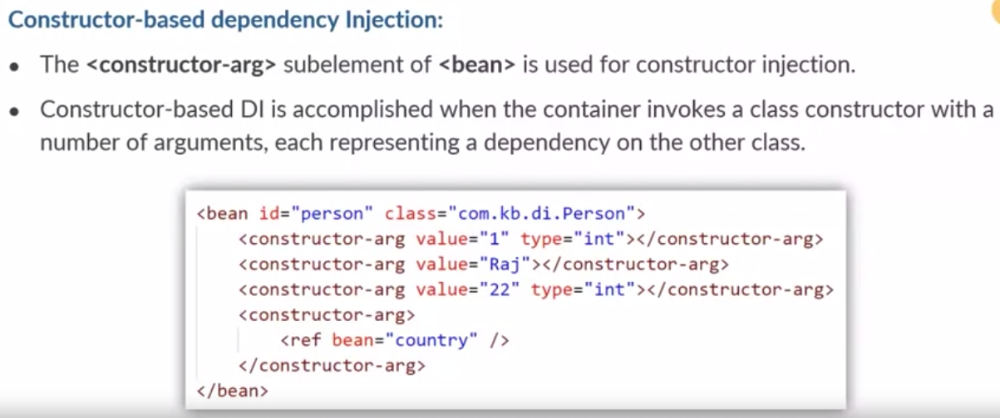 Constructor-based dependency Injection:
• The <constructor-arg> subelement of <bean> is used for constructor injection.
• Constructor-based DI is accomplished when the container invokes a class constructor with a
number of arguments, each representing a dependency on the other class.
<bean id="person" class="com.kb.di.Person">
<constructor-arg value="1" type="int"></constructor-arg>
<constructor-arg value="Raj"></constructor-arg>
<constructor-arg value="22" type="int"></constructor-arg>
<constructor-arg>
<ref bean="country" />
</constructor-arg>
</bean>